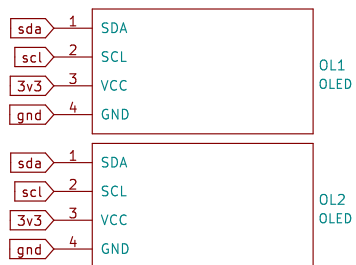 sda 1 SDA
scl 2 SCL
3v3 3 VCC
gnd 4 GND
OL1
OLED
sda 1 SDA
scl 2 SCL
3v3 3 VCC
gnd 4 GND
OL2
OLED